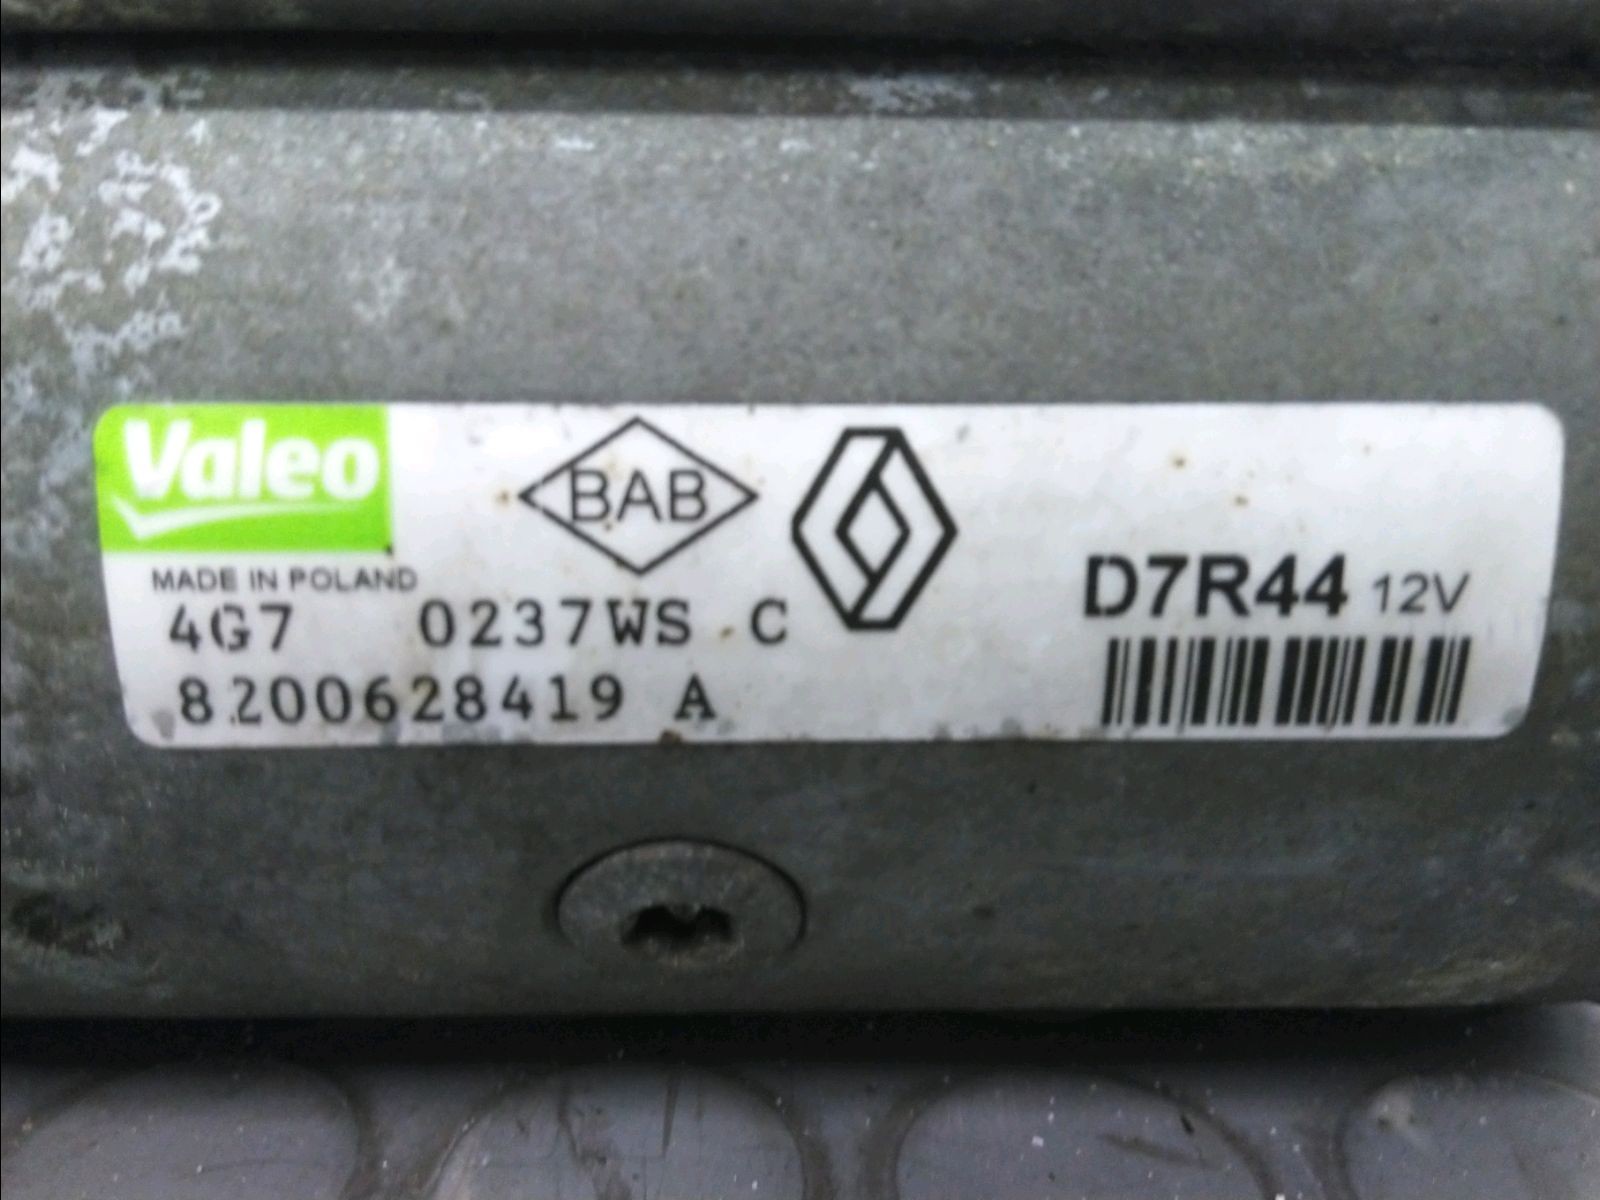 Valeo
BAB
MADE IN POLAND
D7R44 12V
4G7 0237WS C
8200628419 A